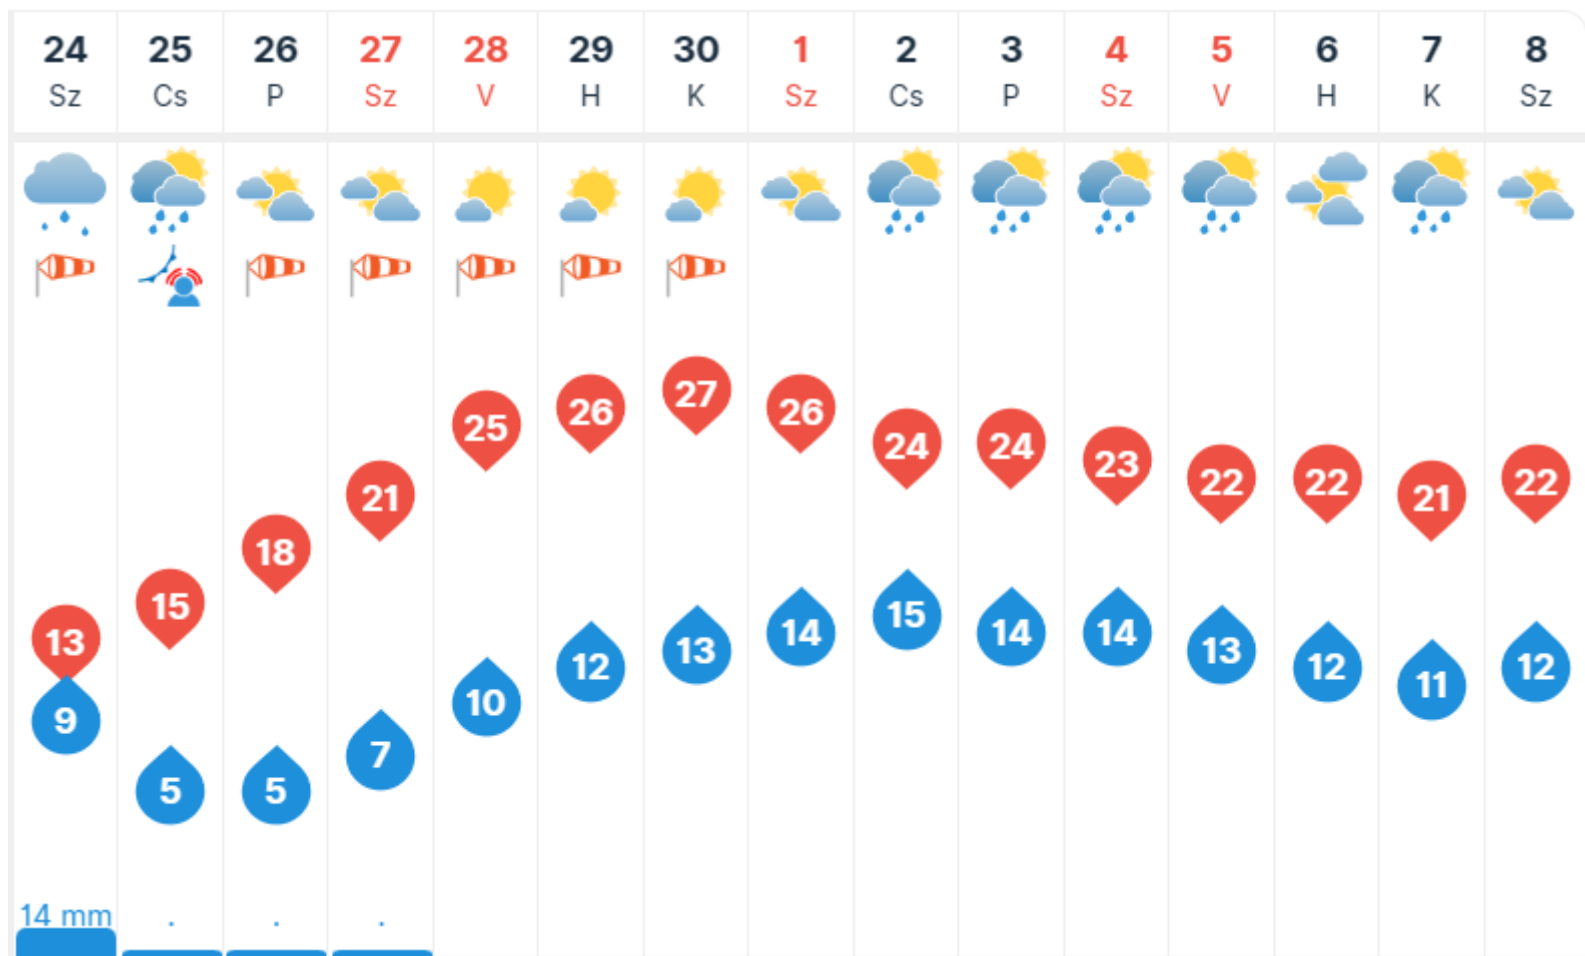 24 25 26 27 28 29 30 1 2 3 4 5 6 7 8
Sz Cs P Sz V H K Sz Cs P Sz V H K Sz
13 15 18 21 25 26 27 26 24 24 23 22 22 21 22
9 5 5 7 10 12 13 14 15 14 14 13 12 11 12
14 mm . . .